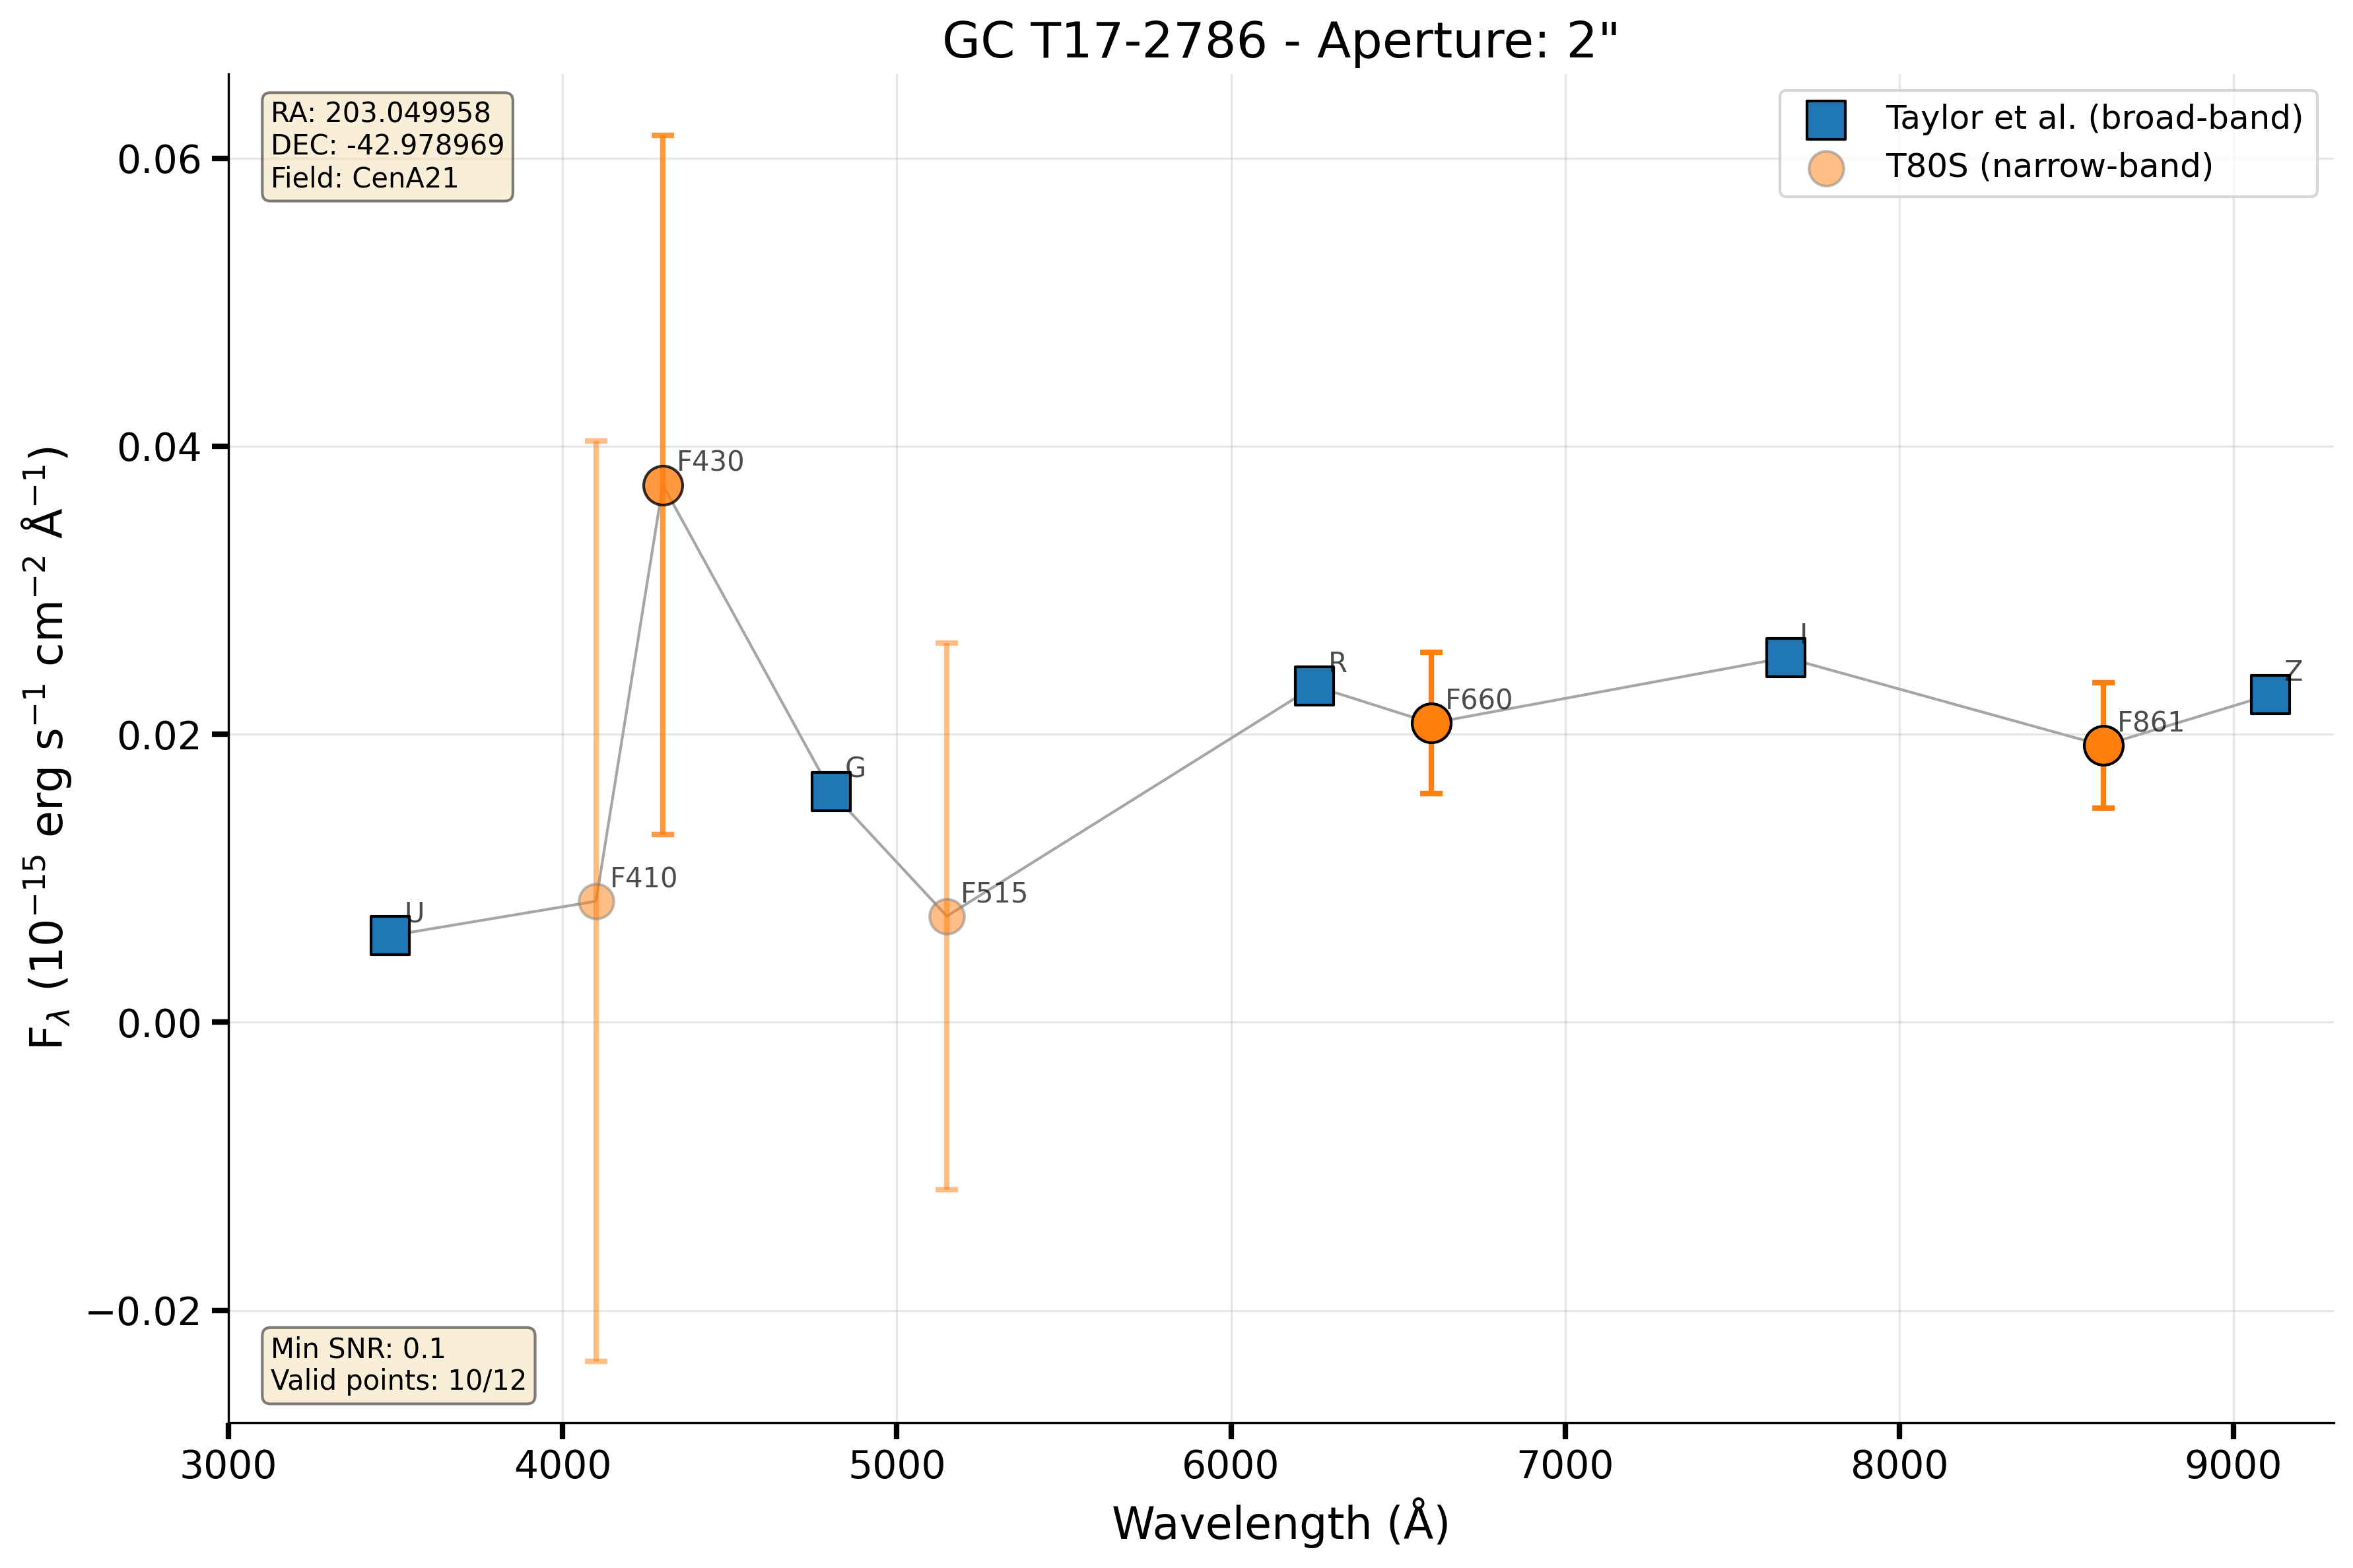 GC T17-2786 - Aperture: 2"
RA: 203.049958
DEC: -42.978969
Field: CenA21
Taylor et al. (broad-band)
T80S (narrow-band)
0.06
0.04
0.02
0.00
−0.02
F_λ (10⁻¹⁵ erg s⁻¹ cm⁻² Å⁻¹)
U
F410
F430
G
F515
R
F660
I
F861
Z
Min SNR: 0.1
Valid points: 10/12
3000 4000 5000 6000 7000 8000 9000
Wavelength (Å)